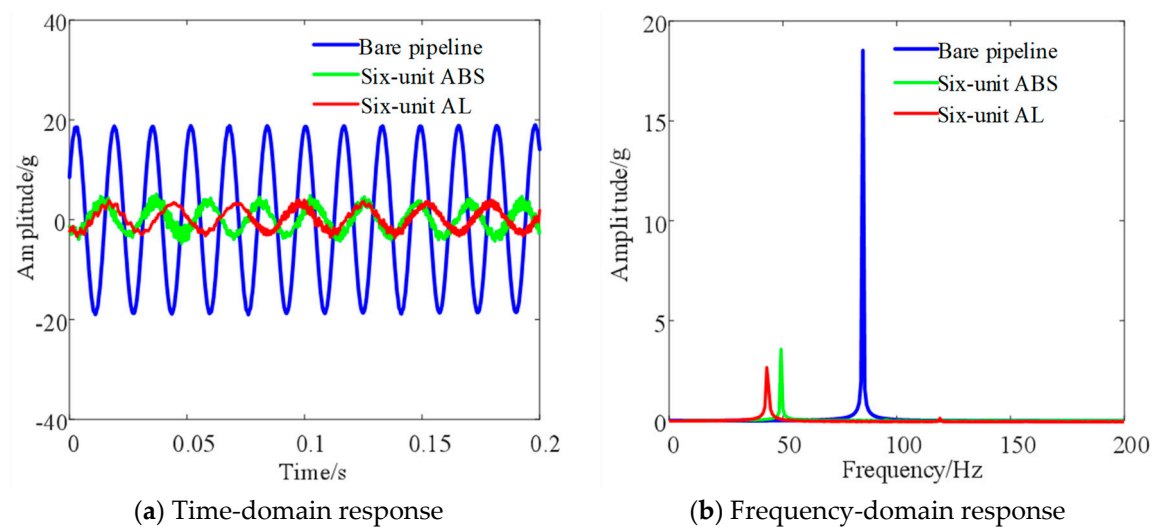 40
20
0
-20
-40
Amplitude/g
0
0.05
0.1
0.15
0.2
Time/s
Bare pipeline
Six-unit ABS
Six-unit AL
(a) Time-domain response
20
15
10
5
0
Amplitude/g
0
50
100
150
200
Frequency/Hz
Bare pipeline
Six-unit ABS
Six-unit AL
(b) Frequency-domain response